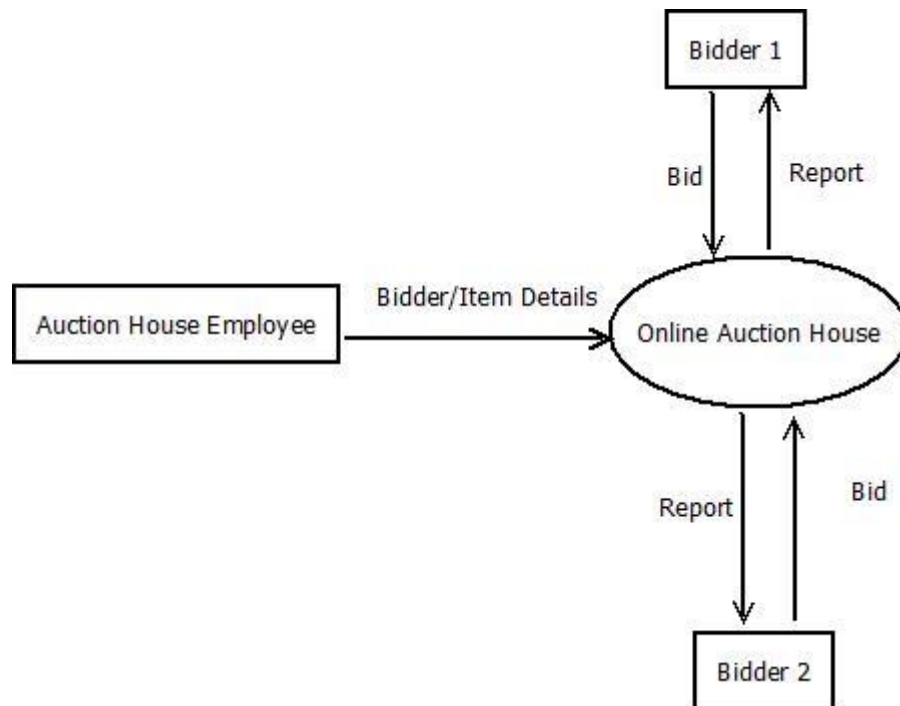 Bidder 1
Bid
Report
Bidder/Item Details
Auction House Employee
Online Auction House
Report
Bid
Bidder 2